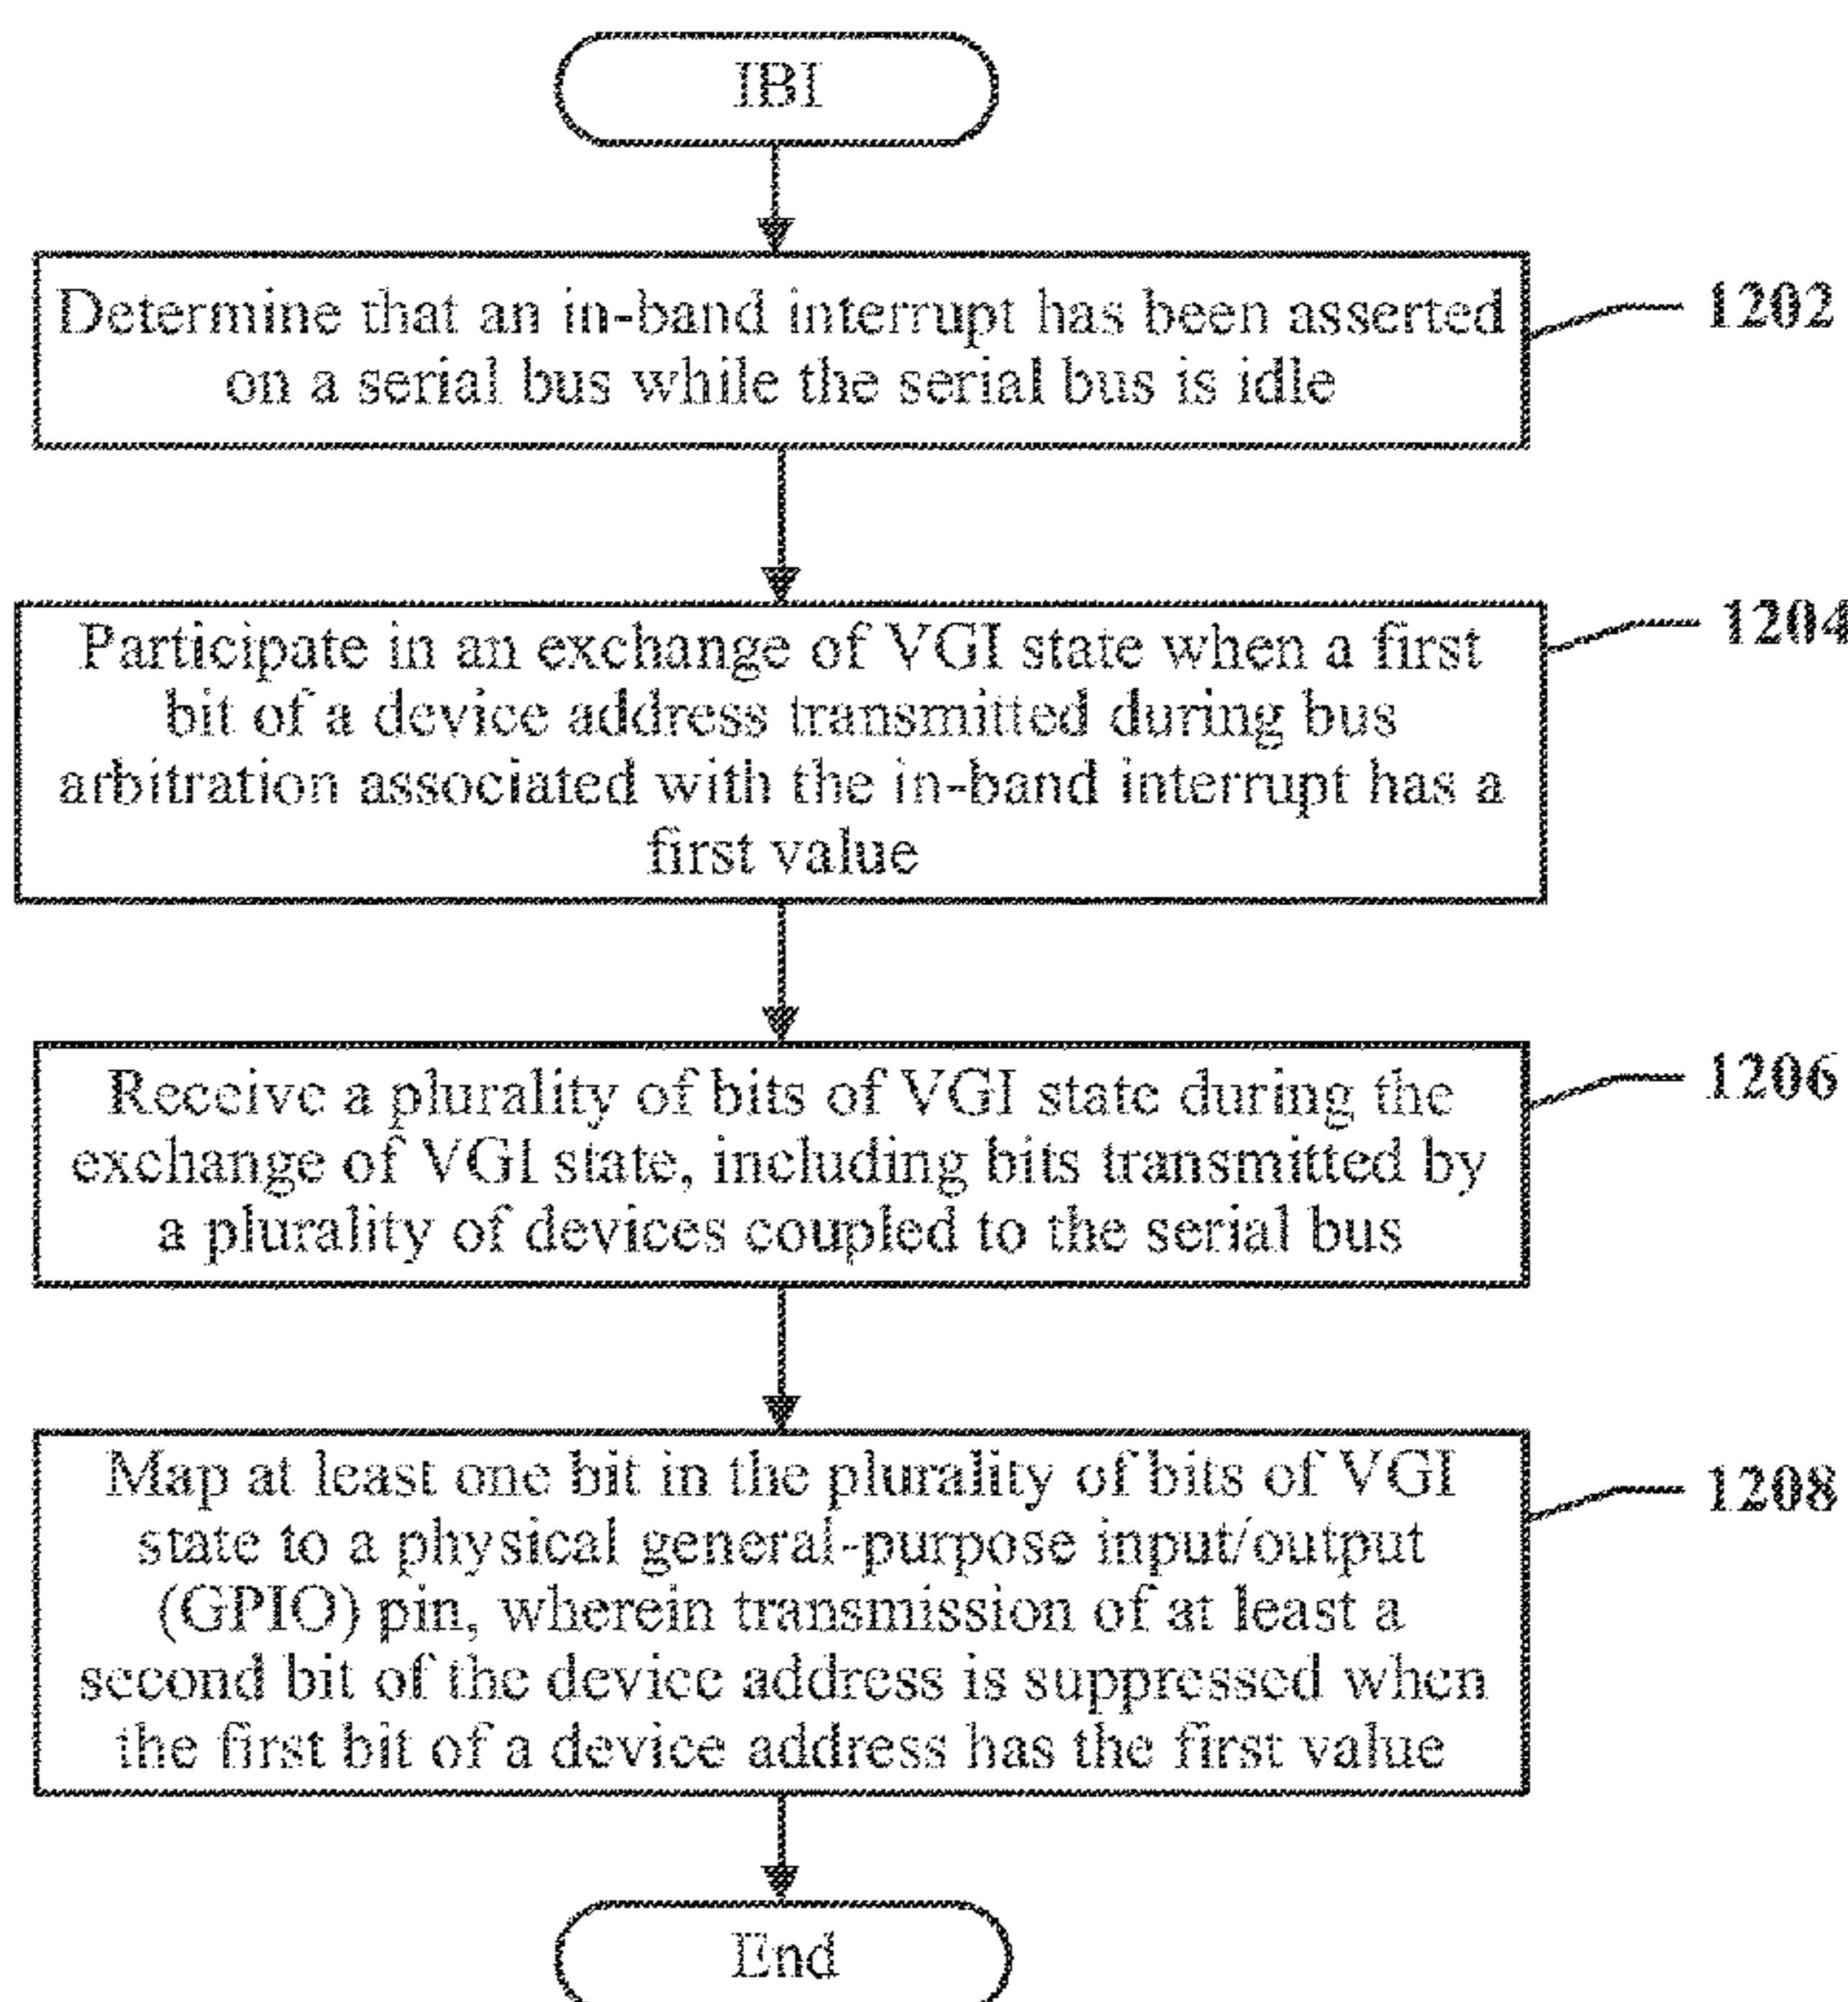 IBI
Determine that an in-band interrupt has been asserted
on a serial bus while the serial bus is idle
1202
Participate in an exchange of VGI state when a first
bit of a device address transmitted during bus
arbitration associated with the in-band interrupt has a
first value
1204
Receive a plurality of bits of VGI state during the
exchange of VGI state, including bits transmitted by
a plurality of devices coupled to the serial bus
1206
Map at least one bit in the plurality of bits of VGI
state to a physical general-purpose input/output
(GPIO) pin, wherein transmission of at least a
second bit of the device address is suppressed when
the first bit of a device address has the first value
1208
End